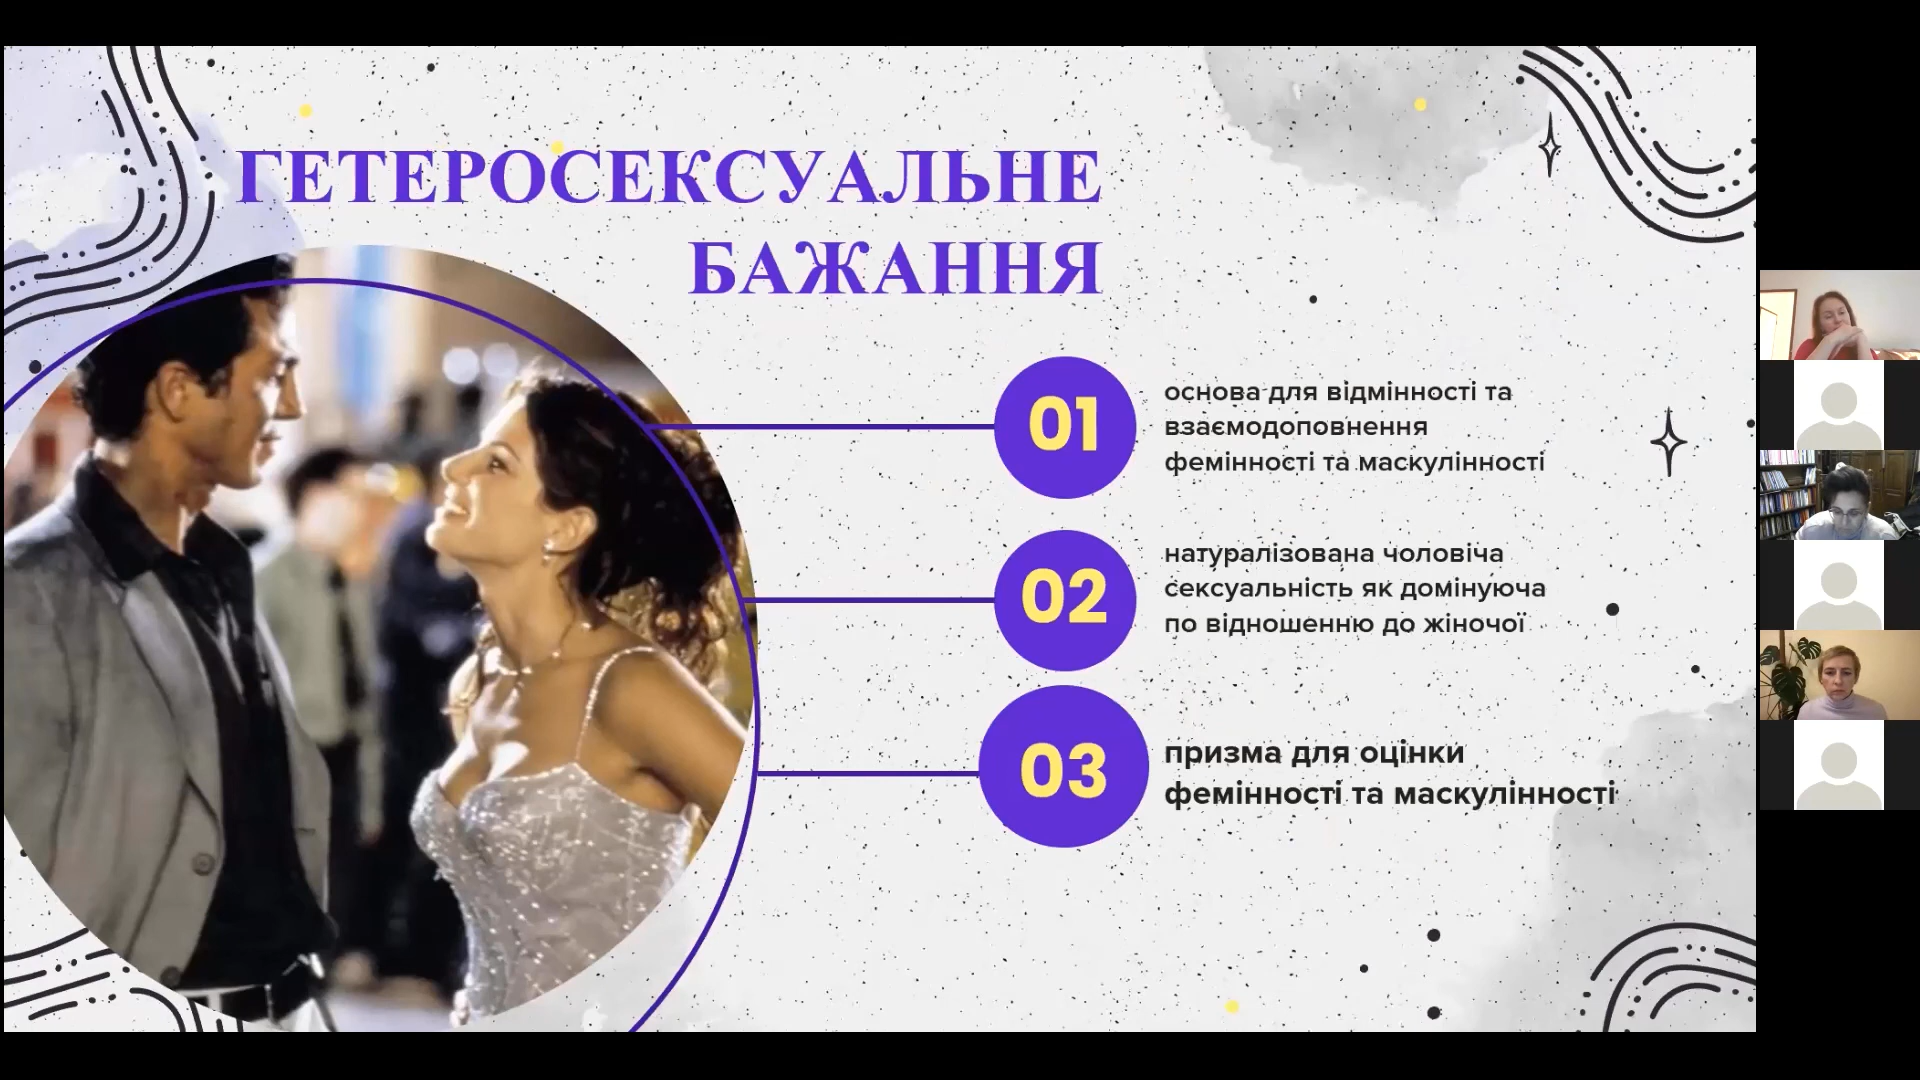 ГЕТЕРОСЕКСУАЛЬНЕ
БАЖАННЯ
01
основа для відмінності та
взаємодоповнення
фемінності та маскулінності
02
натуралізована чоловіча
сексуальність як домінуюча
по відношенню до жіночої
03
призма для оцінки
фемінності та маскулінності